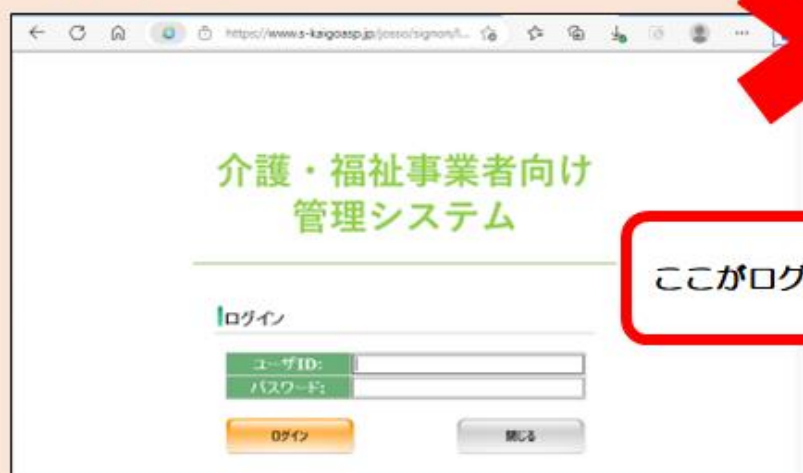 https://www.s-kaigoasp.jp/josso/signon/l...
介護・福祉事業者向け
管理システム
ここがログ
ログイン
ユーザID:
パスワード:
ログイン
閉じる